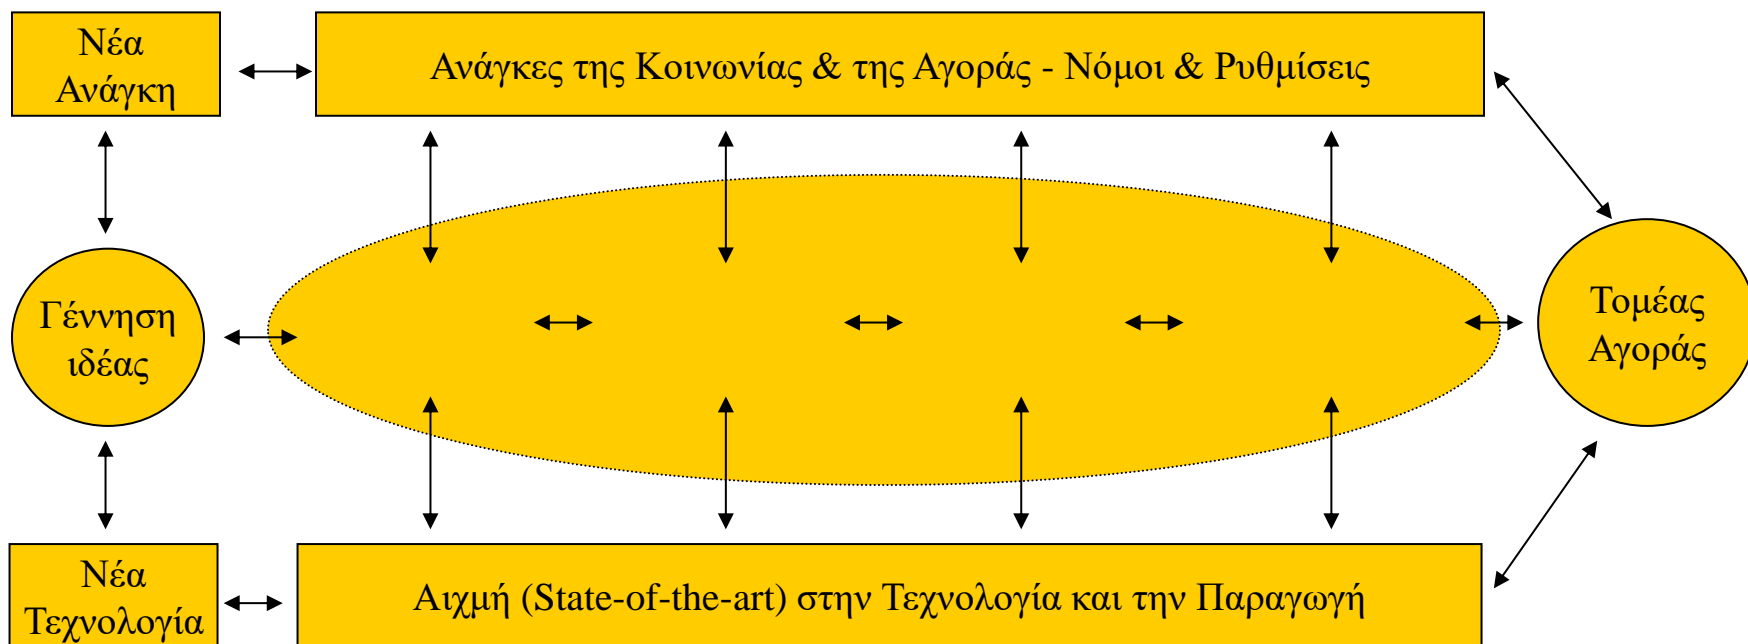 Νέα
Ανάγκη
Ανάγκες της Κοινωνίας & της Αγοράς - Νόμοι & Ρυθμίσεις
Γέννηση
ιδέας
Τομέας
Αγοράς
Νέα
Τεχνολογία
Αιχμή (State-of-the-art) στην Τεχνολογία και την Παραγωγή